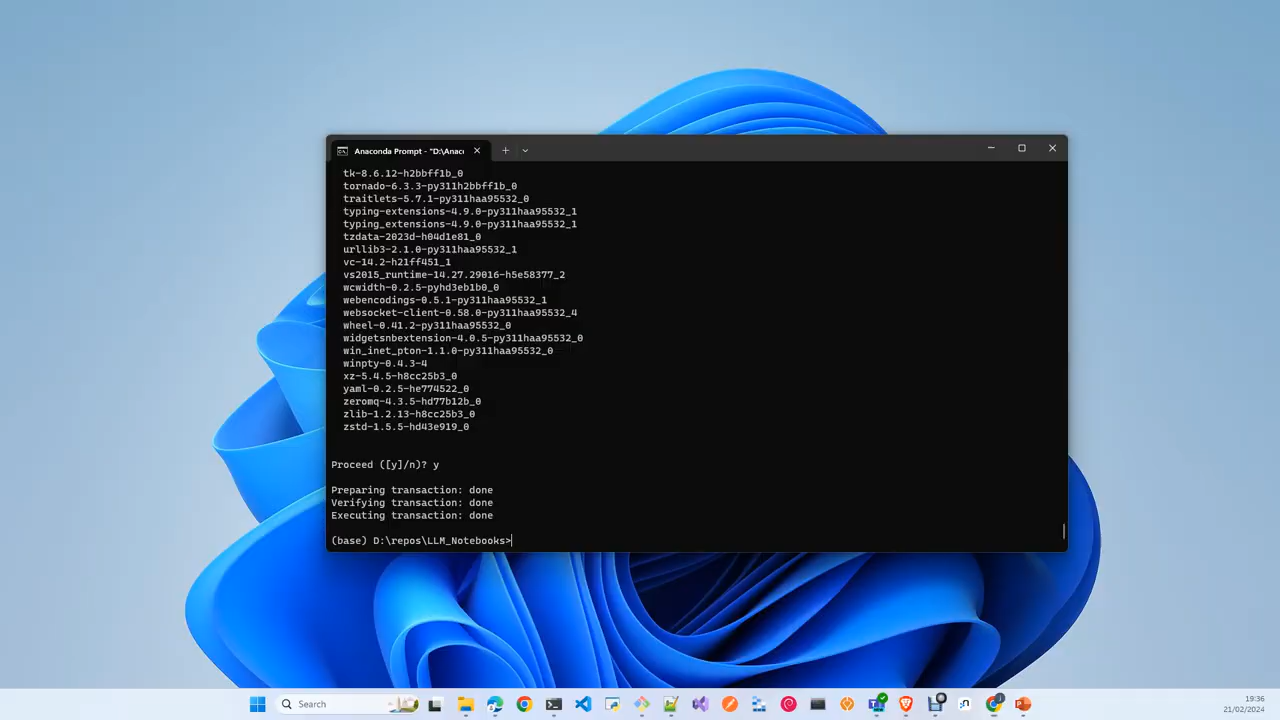 Anaconda Prompt - "D:\Anac
tk-8.6.12-h2bbff1b_0
tornado-6.3.3-py311h2bbff1b_0
traitlets-5.7.1-py311haa95532_0
typing-extensions-4.9.0-py311haa95532_1
typing_extensions-4.9.0-py311haa95532_1
tzdata-2023d-h04d1e81_0
urllib3-2.1.0-py311haa95532_1
vc-14.2-h21ff451_1
vs2015_runtime-14.27.29016-h5e58377_2
wcwidth-0.2.5-pyhd3eb1b0_0
webencodings-0.5.1-py311haa95532_1
websocket-client-0.58.0-py311haa95532_4
wheel-0.41.2-py311haa95532_0
widgetsnbextension-4.0.5-py311haa95532_0
win_inet_pton-1.1.0-py311haa95532_0
winpty-0.4.3-4
xz-5.4.5-h8cc25b3_0
yaml-0.2.5-he774522_0
zeromq-4.3.5-hd77b12b_0
zlib-1.2.13-h8cc25b3_0
zstd-1.5.5-hd43e919_0
Proceed ([y]/n)? y
Preparing transaction: done
Verifying transaction: done
Executing transaction: done
(base) D:\repos\LLM_Notebooks>
Search
19:36
21/02/2024